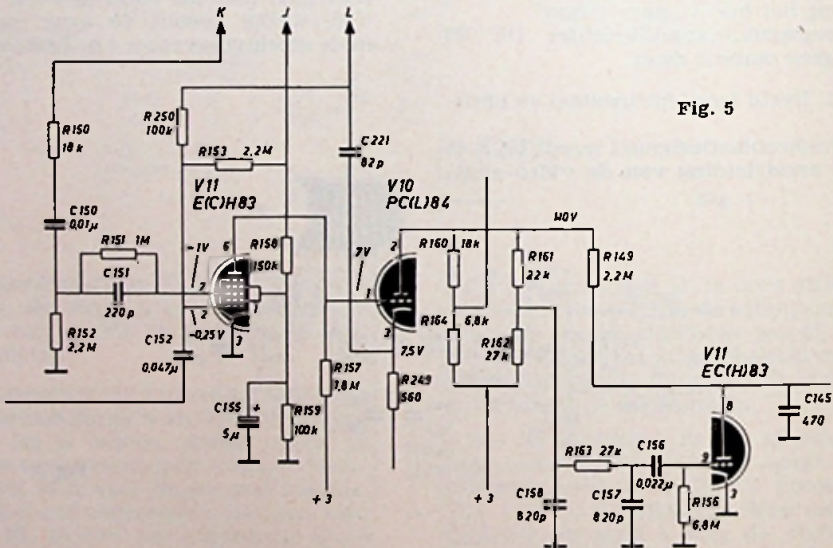 K
J
L
Fig. 5
R150
18k
R250
100k
R153 2,2M
C221
82p
V11
E(C)H83
V10
PC(L)84
C150
0,01µ
R151 1M
C151
220p
-1V
6
7
2
1
3
-0,25V
R158
150k
7V
2
1
3
7,5V
R160
18k
R161
22k
R149
2,2M
R152
2,2M
C152
0,047µ
R164
6,8k
R162
27k
R157
1,8M
R249
560
V11
EC(H)83
C155
+
5µ
R159
100k
+3
+3
8
9
3
C145
470
R163 27k
C156
0,022µ
C158
820p
C157
820p
R156
6,8M